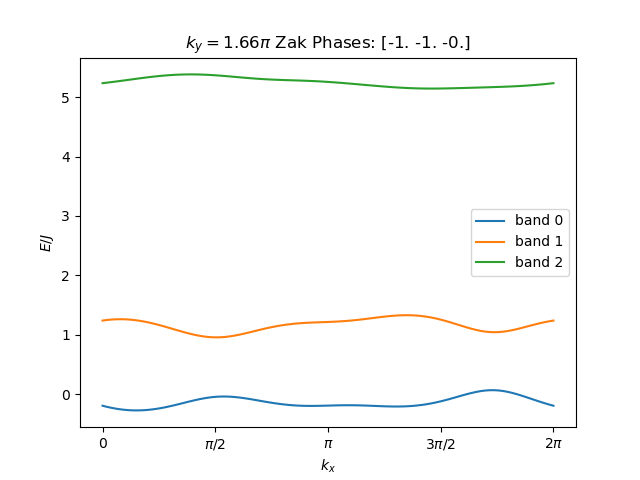 k_y = 1.66π Zak Phases: [-1. -1. -0.]
E/J
5
4
3
2
1
0
band 0
band 1
band 2
0
π/2
π
3π/2
2π
k_x